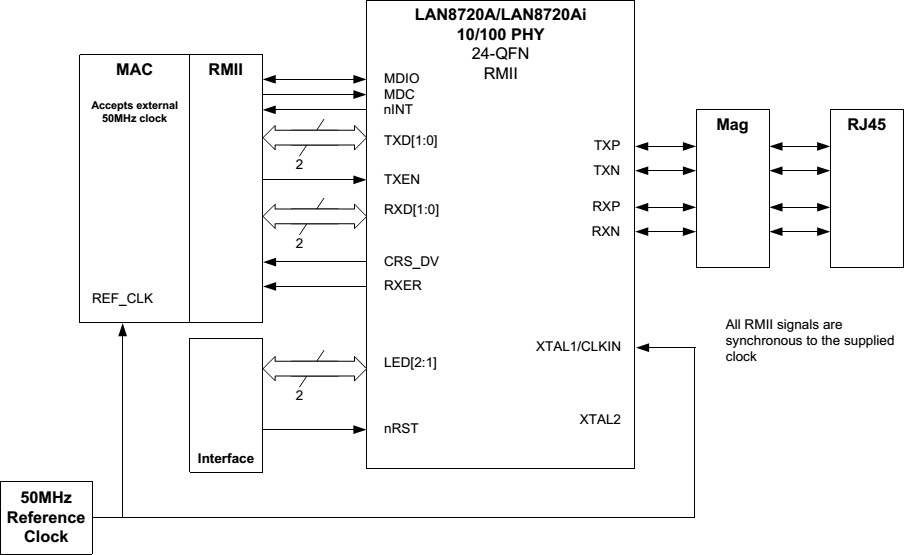 LAN8720A/LAN8720Ai
10/100 PHY
24-QFN
RMII
MAC
RMII
Accepts external
50MHz clock
REF_CLK
MDIO
MDC
nINT
TXD[1:0]
2
TXEN
RXD[1:0]
2
CRS_DV
RXER
LED[2:1]
2
nRST
Interface
TXP
TXN
RXP
RXN
XTAL1/CLKIN
XTAL2
Mag
RJ45
All RMII signals are
synchronous to the supplied
clock
50MHz
Reference
Clock